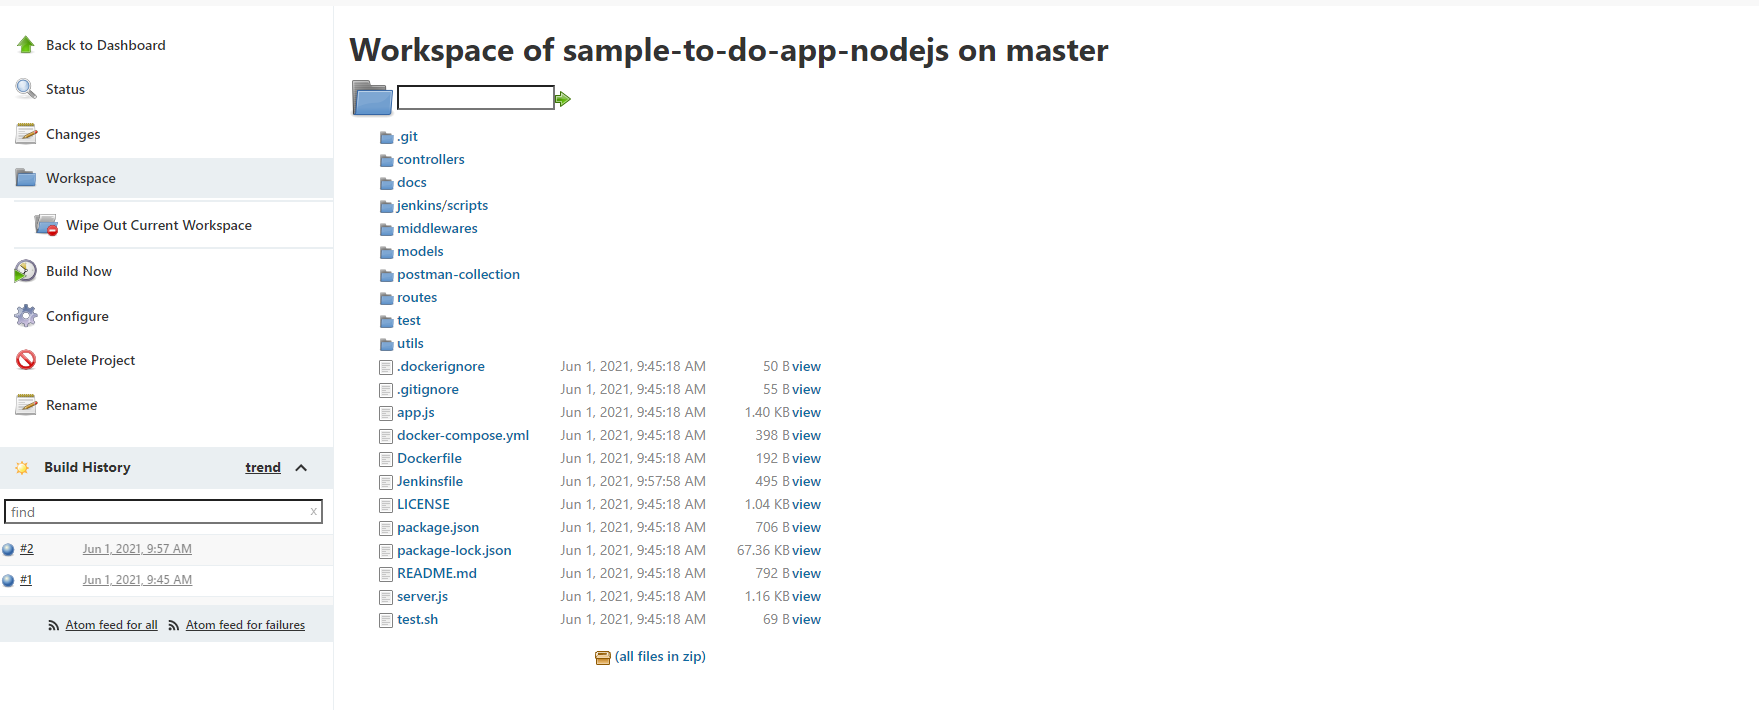 Back to Dashboard
Status
Changes
Workspace
Wipe Out Current Workspace
Build Now
Configure
Delete Project
Rename
Build History trend
find x
#2 Jun 1, 2021, 9:57 AM
#1 Jun 1, 2021, 9:45 AM
Atom feed for all Atom feed for failures
Workspace of sample-to-do-app-nodejs on master
.git
controllers
docs
jenkins/scripts
middlewares
models
postman-collection
routes
test
utils
.dockerignore Jun 1, 2021, 9:45:18 AM 50 B view
.gitignore Jun 1, 2021, 9:45:18 AM 55 B view
app.js Jun 1, 2021, 9:45:18 AM 1.40 KB view
docker-compose.yml Jun 1, 2021, 9:45:18 AM 398 B view
Dockerfile Jun 1, 2021, 9:45:18 AM 192 B view
Jenkinsfile Jun 1, 2021, 9:57:58 AM 495 B view
LICENSE Jun 1, 2021, 9:45:18 AM 1.04 KB view
package.json Jun 1, 2021, 9:45:18 AM 706 B view
package-lock.json Jun 1, 2021, 9:45:18 AM 67.36 KB view
README.md Jun 1, 2021, 9:45:18 AM 792 B view
server.js Jun 1, 2021, 9:45:18 AM 1.16 KB view
test.sh Jun 1, 2021, 9:45:18 AM 69 B view
(all files in zip)